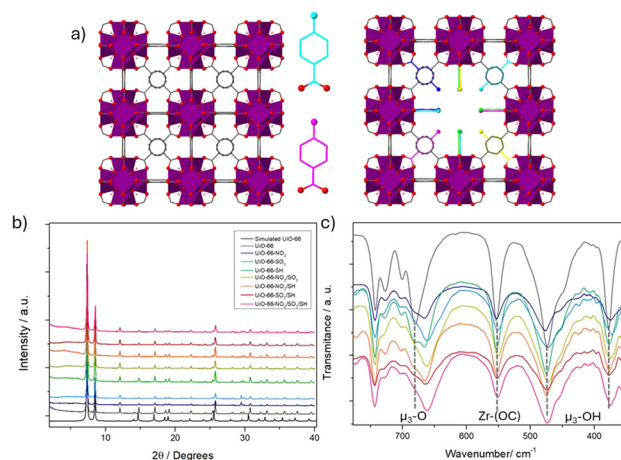 a)
b)
Intensity / a.u.
Simulated UiO-66
UiO-66
UiO-66-NO₂
UiO-66-SO₃
UiO-66-SH
UiO-66-NO₂/SO₃
UiO-66-NO₂/SH
UiO-66-SO₃/SH
UiO-66-NO₂/SO₃/SH
10
20
30
40
2θ / Degrees
c)
Transmitance / a. u.
μ₃-O
Zr-(OC)
μ₃-OH
700
600
500
400
Wavenumber/ cm⁻¹